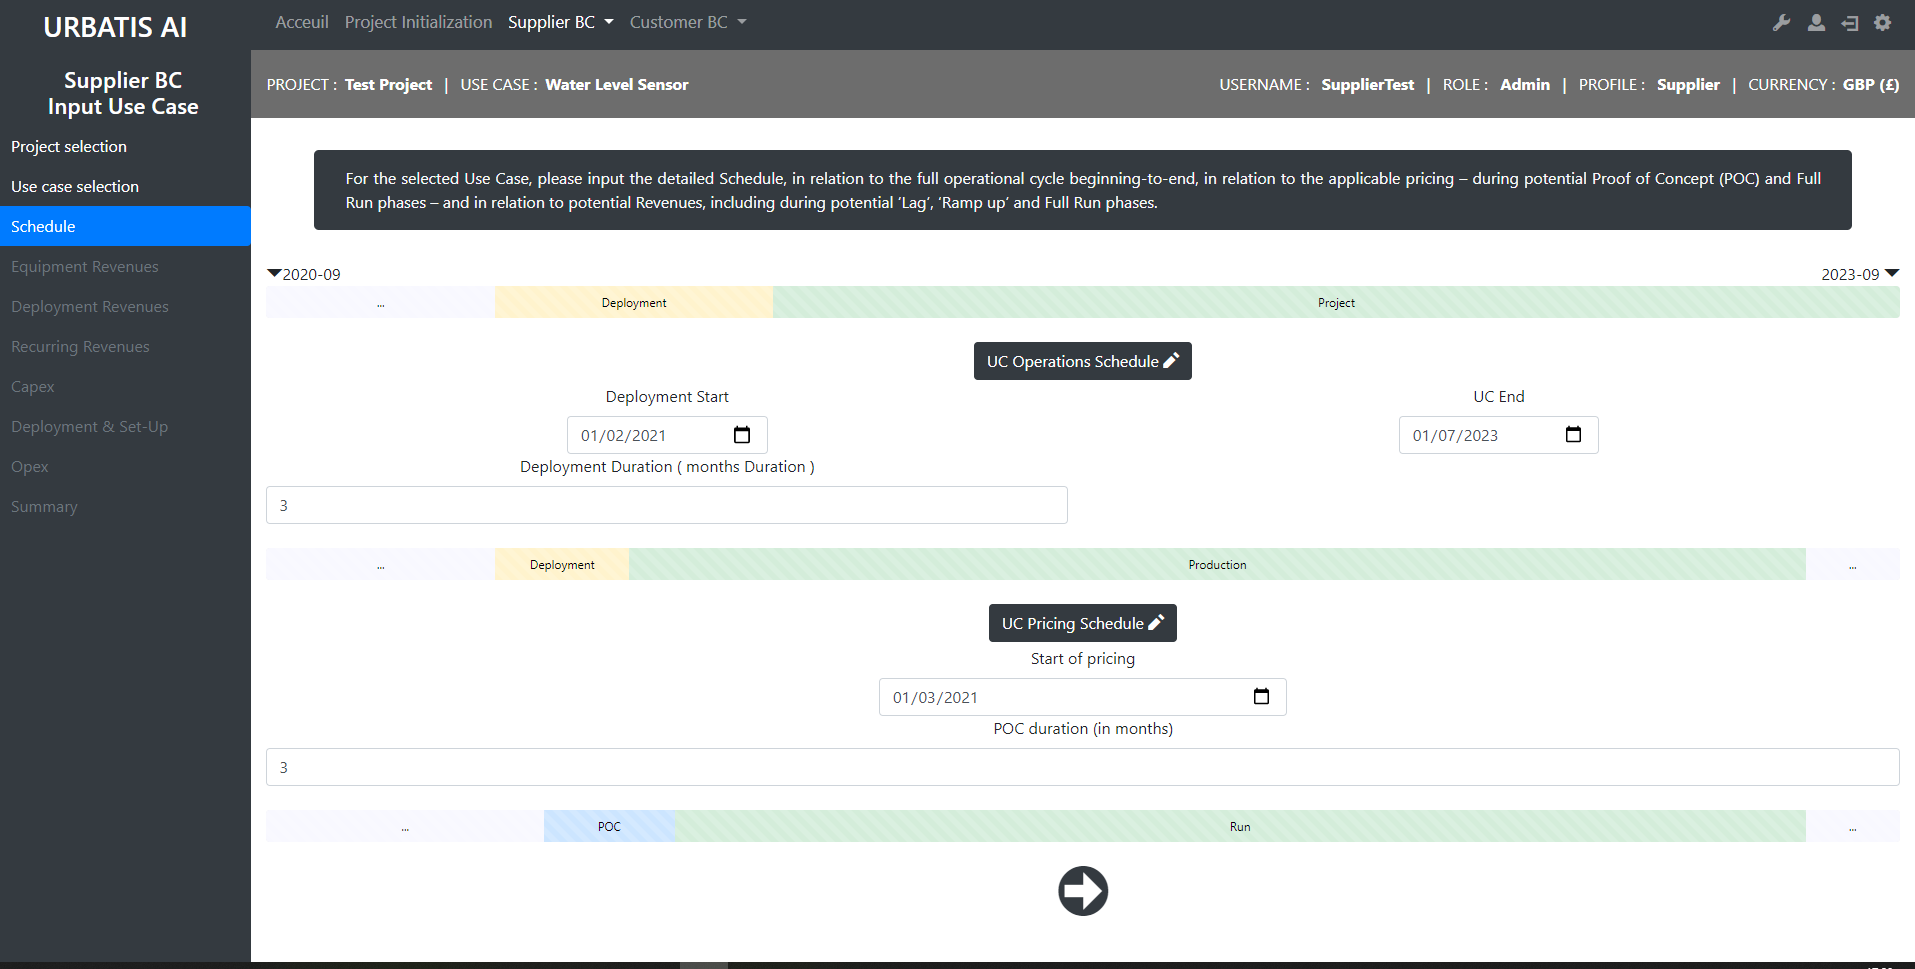 URBATIS AI
Acceuil Project Initialization Supplier BC Customer BC
Supplier BC
Input Use Case
Project selection
Use case selection
Schedule
Equipment Revenues
Deployment Revenues
Recurring Revenues
Capex
Deployment & Set-Up
Opex
Summary
PROJECT : Test Project | USE CASE : Water Level Sensor
USERNAME : SupplierTest | ROLE : Admin | PROFILE : Supplier | CURRENCY : GBP (£)
For the selected Use Case, please input the detailed Schedule, in relation to the full operational cycle beginning-to-end, in relation to the applicable pricing – during potential Proof of Concept (POC) and Full
Run phases – and in relation to potential Revenues, including during potential ‘Lag’, ‘Ramp up’ and Full Run phases.
2020-09 2023-09
... Deployment Project
UC Operations Schedule
Deployment Start UC End
01/02/2021 01/07/2023
Deployment Duration ( months Duration )
3
... Deployment Production ...
UC Pricing Schedule
Start of pricing
01/03/2021
POC duration (in months)
3
... POC Run ...